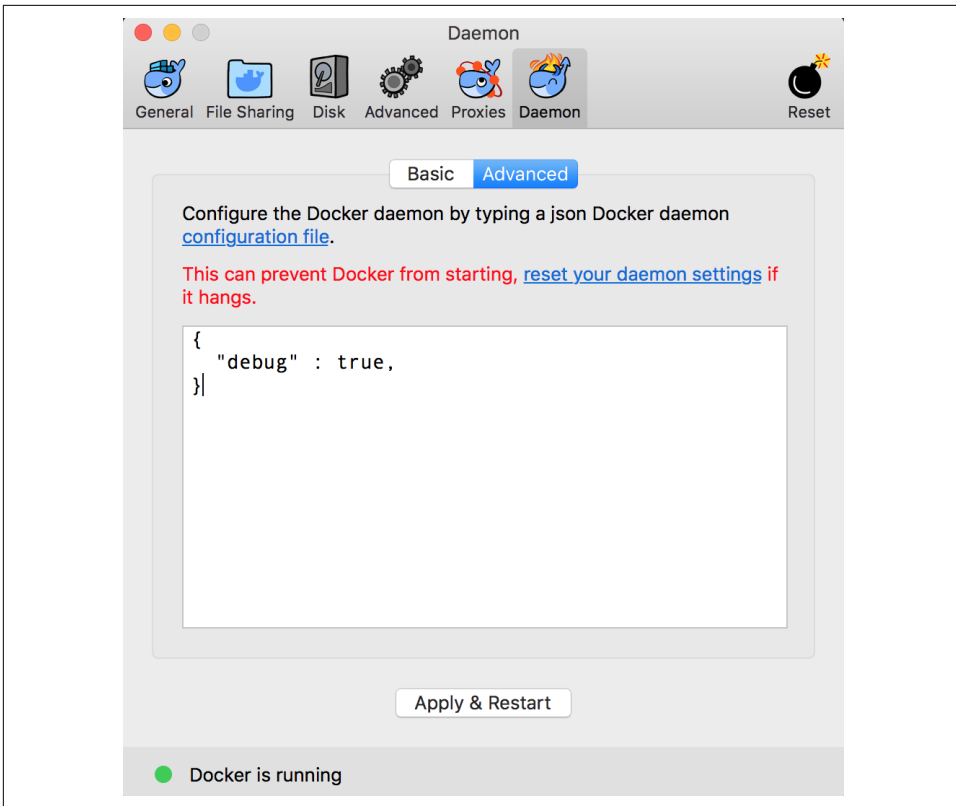 Daemon
General File Sharing Disk Advanced Proxies Daemon Reset
Basic Advanced
Configure the Docker daemon by typing a json Docker daemon
configuration file.
This can prevent Docker from starting, reset your daemon settings if
it hangs.
{
  "debug" : true,
}
Apply & Restart
Docker is running